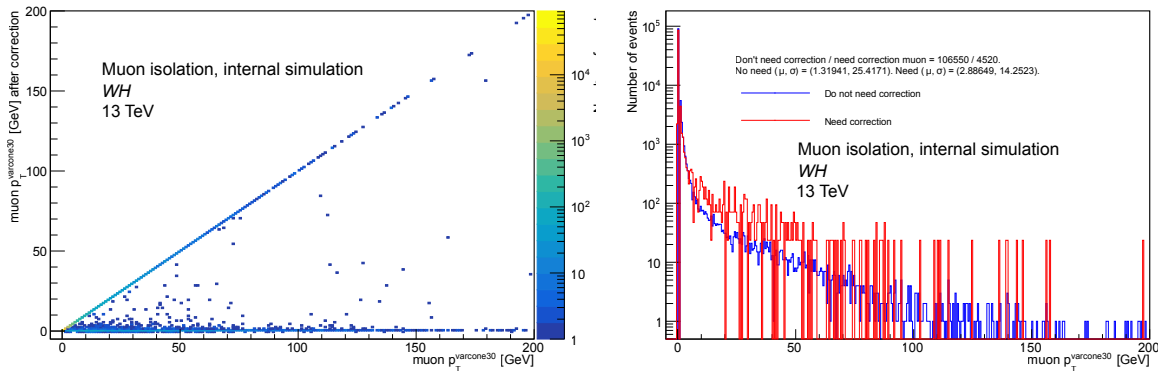 muon p_T^varcone30 [GeV] after correction
200
150
100
50
0
Muon isolation, internal simulation
WH
13 TeV
0 50 100 150 200
muon p_T^varcone30 [GeV]
10^4
10^3
10^2
10
1
Number of events
10^5
10^4
10^3
10^2
10
1
Don't need correction / need correction muon = 106550 / 4520.
No need (μ, σ) = (1.31941, 25.4171). Need (μ, σ) = (2.88649, 14.2523).
Do not need correction
Need correction
Muon isolation, internal simulation
WH
13 TeV
0 50 100 150 200
muon p_T^varcone30 [GeV]